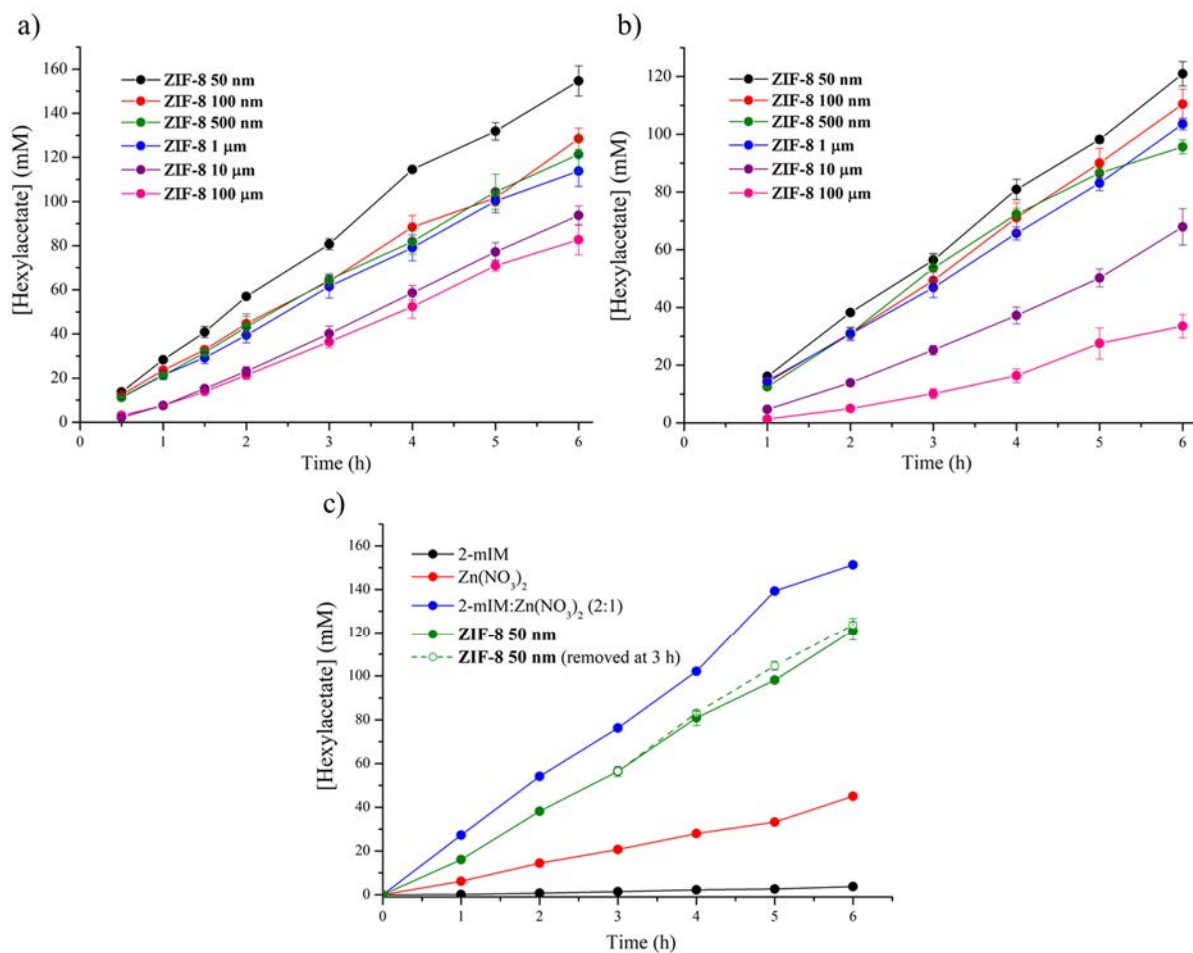 a)
[Hexylacetate] (mM)
160
140
120
100
80
60
40
20
0
ZIF-8 50 nm
ZIF-8 100 nm
ZIF-8 500 nm
ZIF-8 1 μm
ZIF-8 10 μm
ZIF-8 100 μm
0 1 2 3 4 5 6
Time (h)
b)
[Hexylacetate] (mM)
120
100
80
60
40
20
0
ZIF-8 50 nm
ZIF-8 100 nm
ZIF-8 500 nm
ZIF-8 1 μm
ZIF-8 10 μm
ZIF-8 100 μm
0 1 2 3 4 5 6
Time (h)
c)
[Hexylacetate] (mM)
160
140
120
100
80
60
40
20
0
2-mIM
Zn(NO₃)₂
2-mIM:Zn(NO₃)₂ (2:1)
ZIF-8 50 nm
ZIF-8 50 nm (removed at 3 h)
0 1 2 3 4 5 6
Time (h)